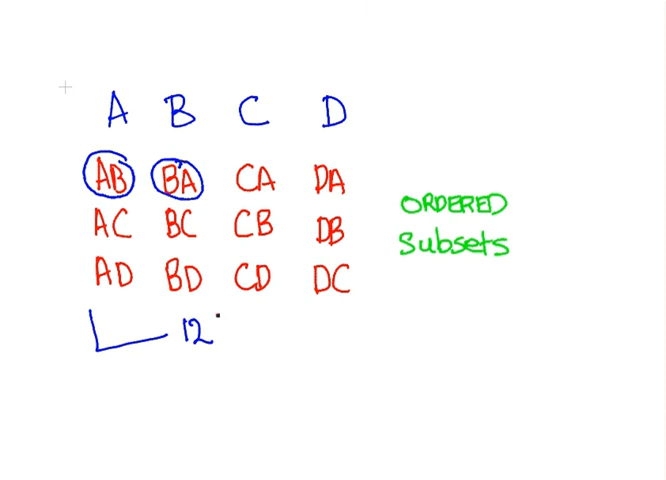 A B C D
AB BA CA DA
AC BC CB DB
AD BD CD DC
ORDERED
Subsets
12